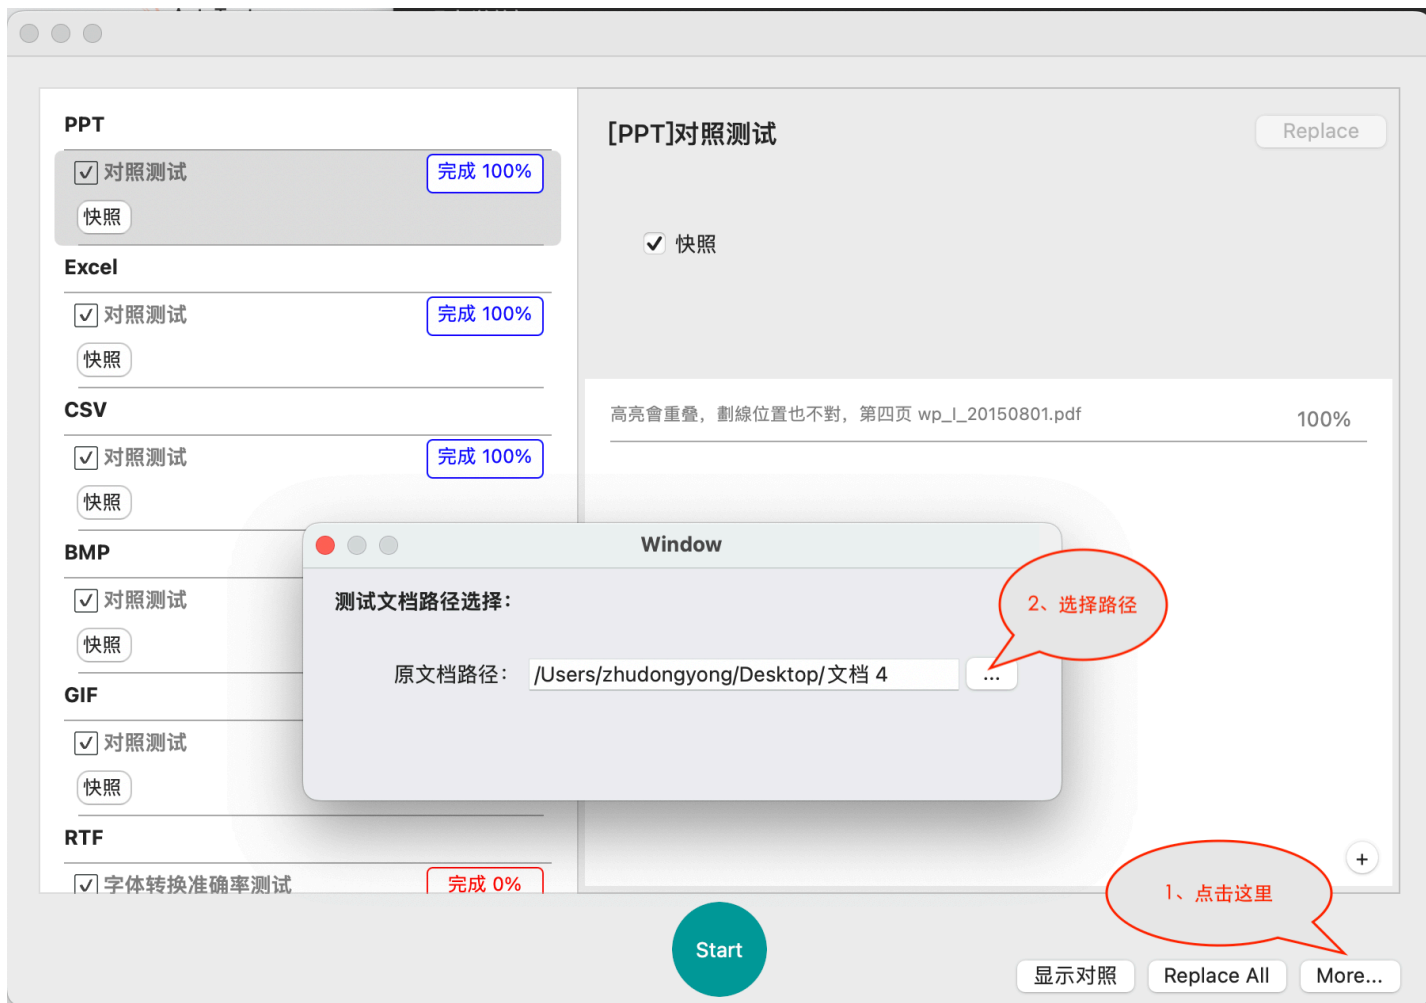 PPT
对照测试
完成 100%
快照
Excel
对照测试
完成 100%
快照
CSV
对照测试
完成 100%
快照
BMP
对照测试
快照
GIF
对照测试
快照
RTF
字体转换准确率测试
完成 0%
[PPT]对照测试
Replace
快照
高亮會重叠，劃線位置也不對，第四页 wp_l_20150801.pdf
100%
Window
测试文档路径选择：
原文档路径：
/Users/zhudongyong/Desktop/文档 4
...
2、选择路径
+
1、点击这里
Start
显示对照
Replace All
More...